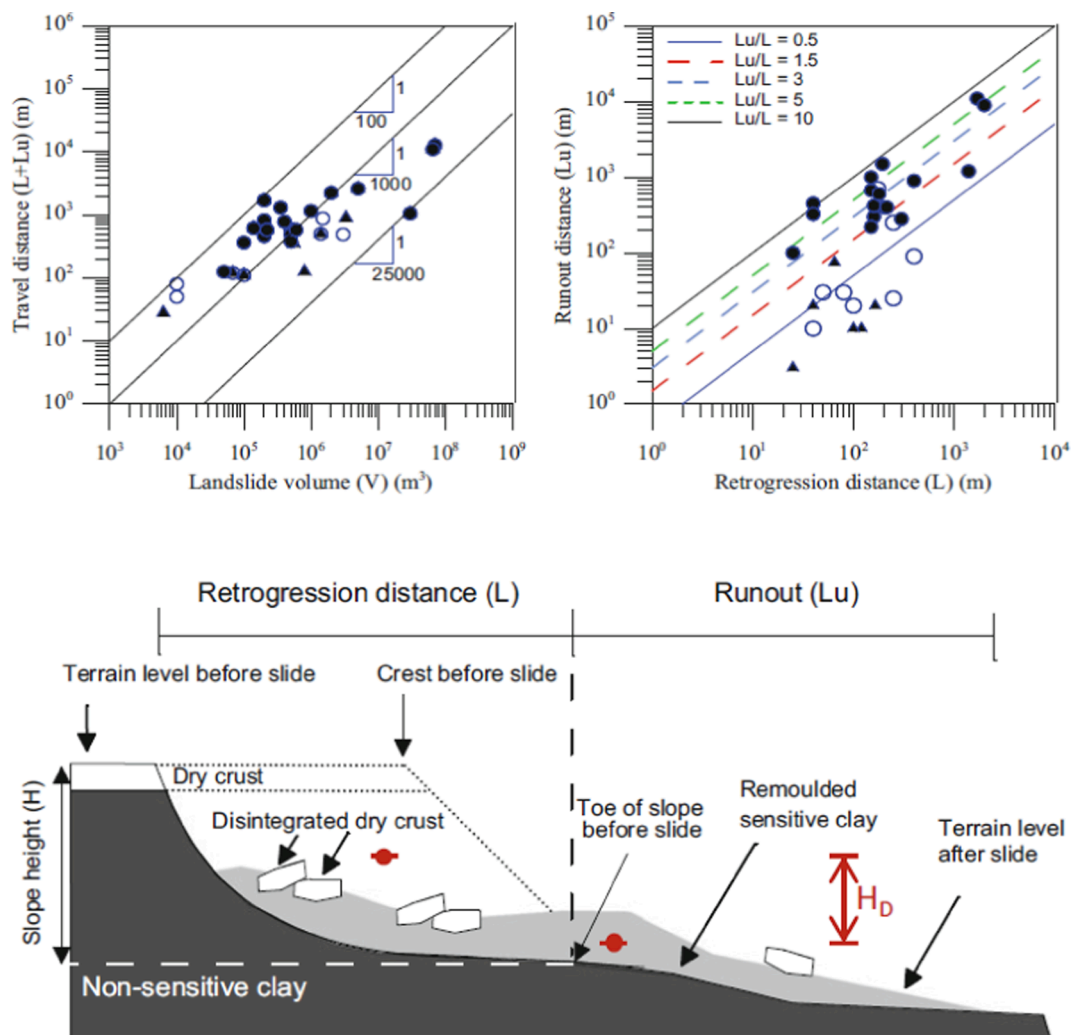 10^6
10^5
10^4
10^3
10^2
10^1
10^0
Travel distance (L+Lu) (m)
1
100
1
1000
1
25000
10^3 10^4 10^5 10^6 10^7 10^8 10^9
Landslide volume (V) (m³)
10^5
10^4
10^3
10^2
10^1
10^0
Runout distance (Lu) (m)
Lu/L = 0.5
Lu/L = 1.5
Lu/L = 3
Lu/L = 5
Lu/L = 10
10^0 10^1 10^2 10^3 10^4
Retrogression distance (L) (m)
Retrogression distance (L)
Runout (Lu)
Terrain level before slide
Crest before slide
Slope height (H)
Dry crust
Disintegrated dry crust
Toe of slope
before slide
Remoulded
sensitive clay
Terrain level
after slide
H_D
Non-sensitive clay